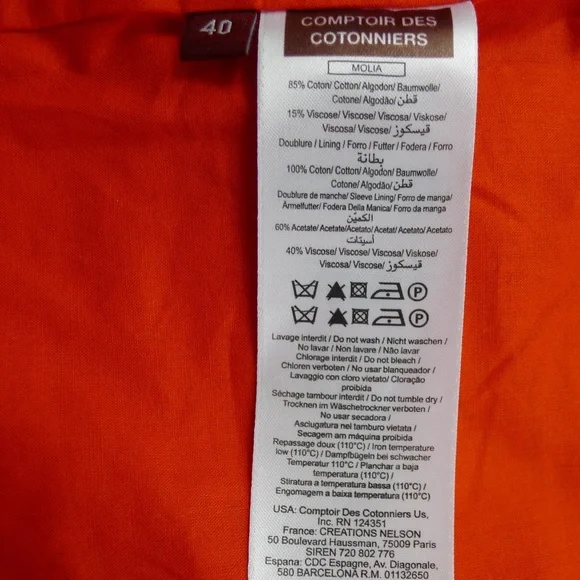 40
COMPTOIR DES
COTONNIERS
MOLIA
85% Coton/ Cotton/ Algodon/ Baumwolle/
Cotone/ Algodão/ قطن
15% Viscose/ Viscose/ Viscosa/ Viskose/
Viscosa/ Viscose/ ڤيسكوز
Doublure / Lining / Forro / Futter / Fodera / Forro
بطانة
100% Coton/ Cotton/ Algodon/ Baumwolle/
Cotone/ Algodão/ قطن
Doublure de manche/ Sleeve Lining/ Forro de manga/
Ärmelfutter/ Fodera Della Manica/ Forro da manga
الكميّن
60% Acetate/ Acetate/Acetato/ Acetat/ Acetato/ Acetato
أسيتات
40% Viscose/ Viscose/ Viscosa/ Viskose/
Viscosa/ Viscose/ ڤيسكوز
P
P
Lavage interdit / Do not wash / Nicht waschen /
No lavar / Non lavare / Não lavar
Chlorage interdit / Do not bleach /
Chloren verboten / No usar blanqueador /
Lavaggio con cloro vietato/ Cloração
proibida
Séchage tambour interdit / Do not tumble dry /
Trocknen im Wäschetrockner verboten /
No usar secadora /
Asciugatura nel tamburo vietata /
Secagem am máquina proibida
Repassage doux (110°C) / Iron temperature
low (110°C) / Dampfbügeln bei schwacher
Temperatur 110°C / Planchar a baja
temperatura (110°C) /
Stiratura a temperatura bassa (110°C) /
Engomagem a baixa temperatura (110°C)
USA: Comptoir Des Cotonniers Us,
Inc. RN 124351
France: CREATIONS NELSON
50 Boulevard Haussman, 75009 Paris
SIREN 720 802 776
Espana: CDC Espagne, Av. Diagonale,
580 BARCELONA R.M. 01132650